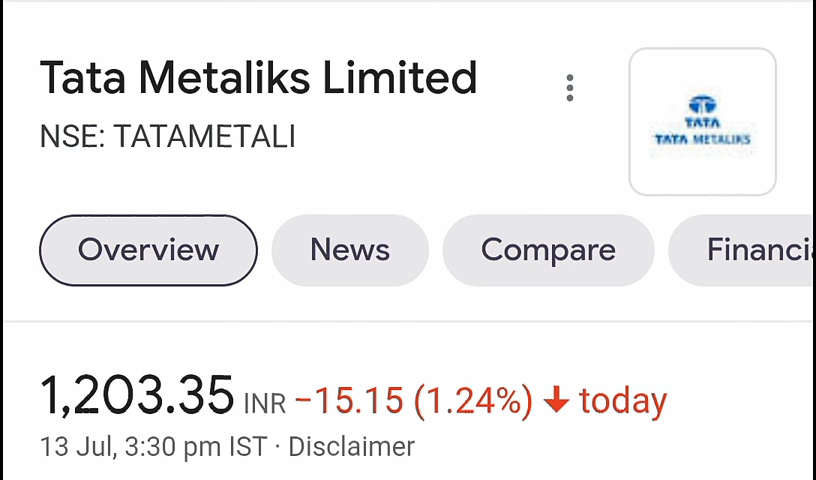 Tata Metaliks Limited
NSE: TATAMETALI
TATA
TATA METALIKS
Overview News Compare
1,203.35 INR −15.15 (1.24%) ↓ today
13 Jul, 3:30 pm IST · Disclaimer